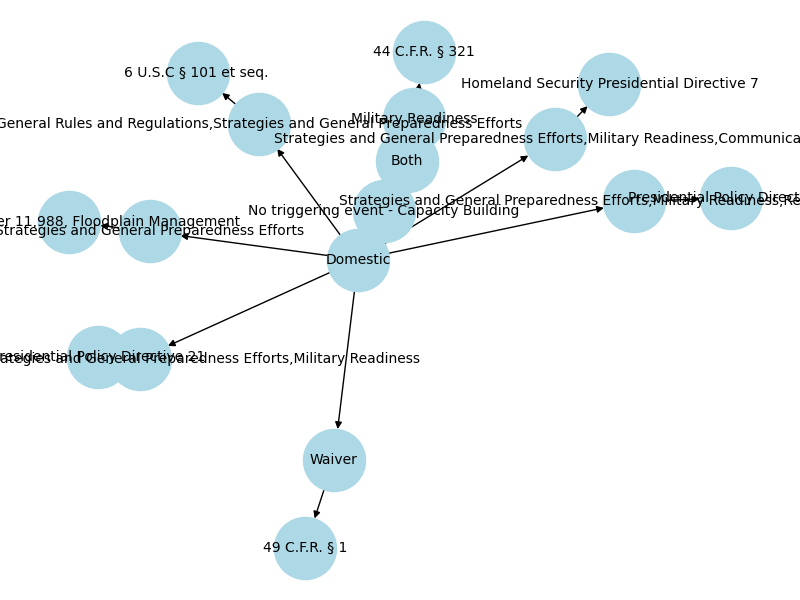 44 C.F.R. § 321
6 U.S.C § 101 et seq.
Homeland Security Presidential Directive 7
Military Readiness
General Rules and Regulations,Strategies and General Preparedness Efforts
Strategies and General Preparedness Efforts,Military Readiness,Communica
Both
Presidential Policy Direct
Strategies and General Preparedness Efforts,Military Readiness,Re
No triggering event - Capacity Building
er 11988, Floodplain Management
Strategies and General Preparedness Efforts
Domestic
residential Policy Directive 21
ategies and General Preparedness Efforts,Military Readiness
Waiver
49 C.F.R. § 1